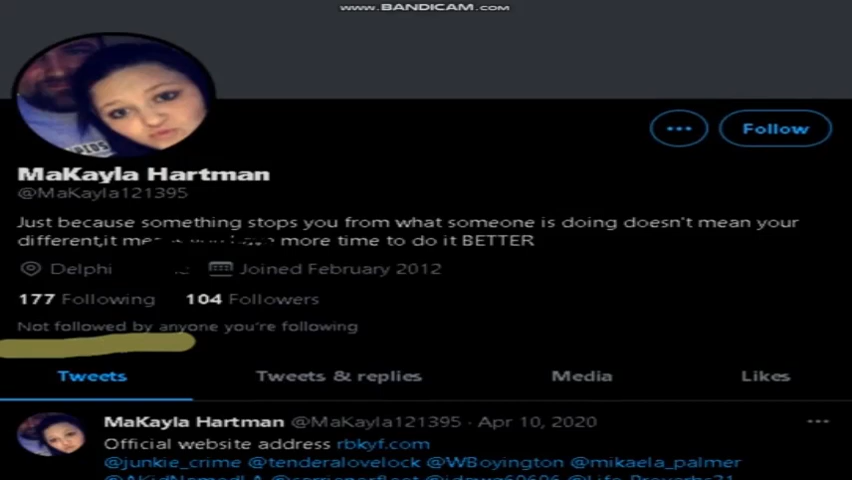 www.BANDICAM.com
PIOS
Follow
MaKayla Hartman
@MaKayla121395
Just because something stops you from what someone is doing doesn't mean your
different,it more time to do it BETTER
Delphi
Joined February 2012
177 Following 104 Followers
Not followed by anyone you're following
Tweets Tweets & replies Media Likes
MaKayla Hartman @MaKayla121395 · Apr 10, 2020
Official website address rbkyf.com
@junkie_crime @tenderalovelock @WBoyington @mikaela_palmer